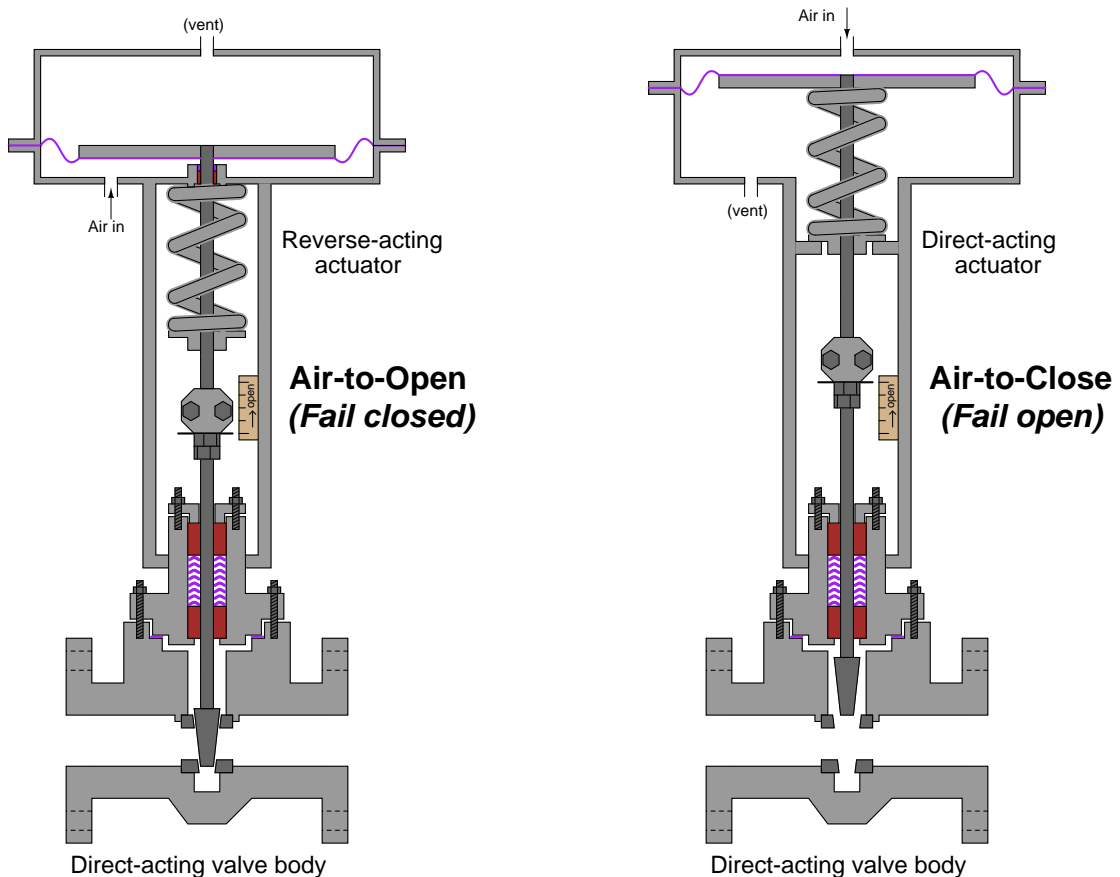 (vent)
Air in
Reverse-acting
actuator
Air-to-Open
(Fail closed)
open
Direct-acting valve body
Air in
(vent)
Direct-acting
actuator
Air-to-Close
(Fail open)
open
Direct-acting valve body